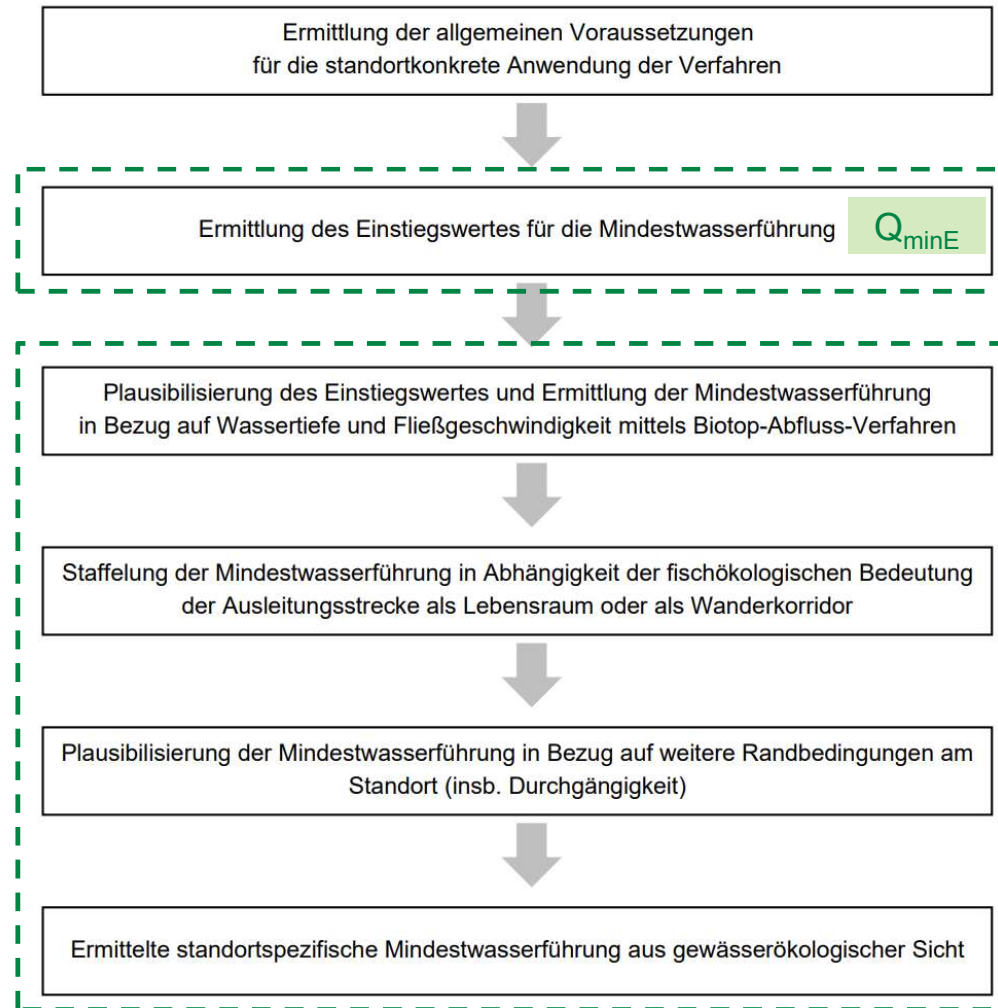 Ermittlung der allgemeinen Voraussetzungen
für die standortkonkrete Anwendung der Verfahren
Ermittlung des Einstiegswertes für die Mindestwasserführung QminE
Plausibilisierung des Einstiegswertes und Ermittlung der Mindestwasserführung
in Bezug auf Wassertiefe und Fließgeschwindigkeit mittels Biotop-Abfluss-Verfahren
Staffelung der Mindestwasserführung in Abhängigkeit der fischökologischen Bedeutung
der Ausleitungsstrecke als Lebensraum oder als Wanderkorridor
Plausibilisierung der Mindestwasserführung in Bezug auf weitere Randbedingungen am
Standort (insb. Durchgängigkeit)
Ermittelte standortspezifische Mindestwasserführung aus gewässerökologischer Sicht